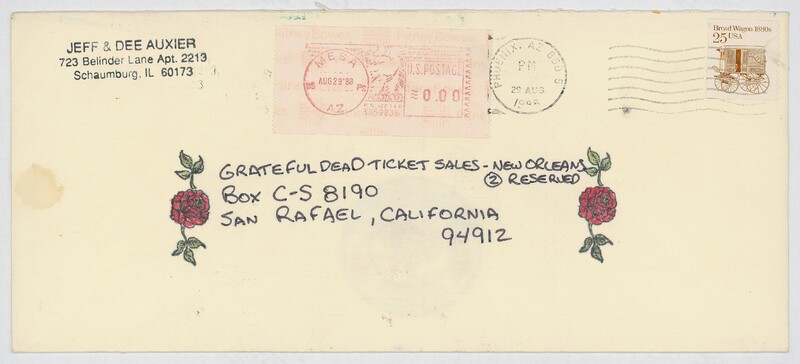 JEFF & DEE AUXIER
723 Belinder Lane Apt. 2213
Schaumburg, IL 60173
MESA
AUG 29 '88
AZ
U.S. POSTAGE
0.00
PHOENIX, AZ
PM
29 AUG
1988
Bread Wagon 1880s
25 USA
GRATEFUL DEAD TICKET SALES - NEW ORLEANS
② RESERVED
BOX C-S 8190
SAN RAFAEL, CALIFORNIA
94912